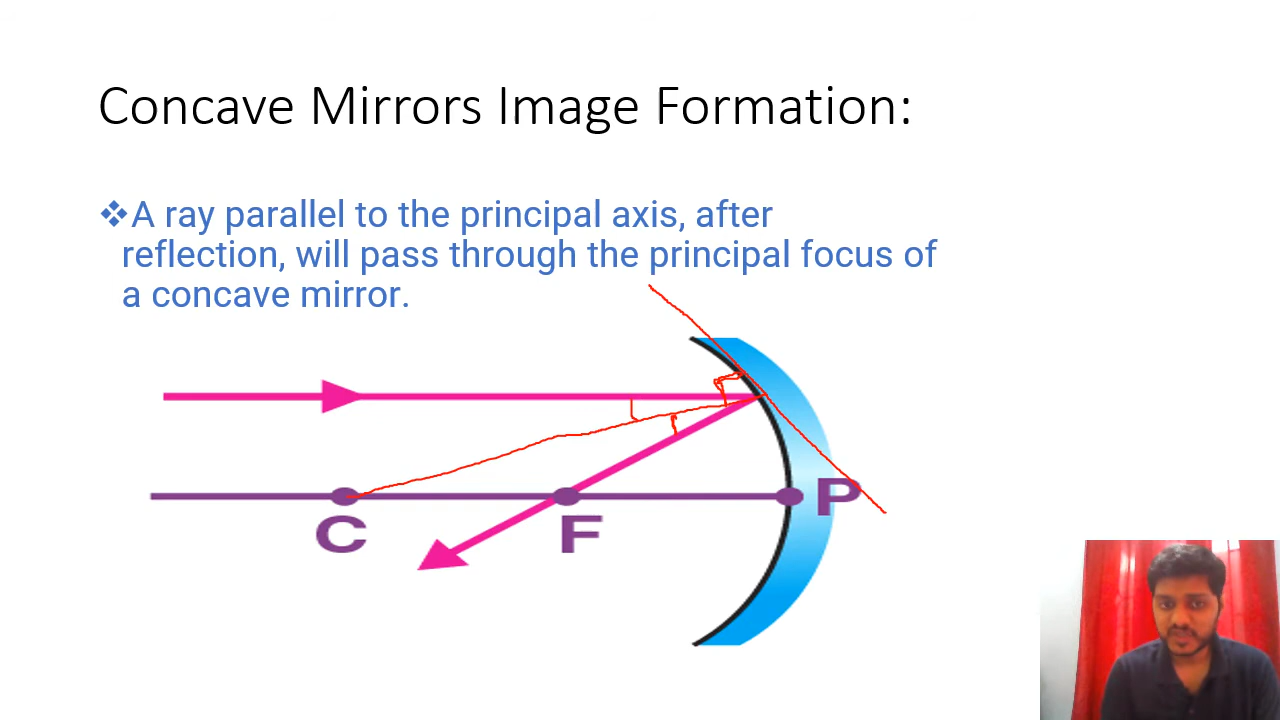 Concave Mirrors Image Formation:
❖A ray parallel to the principal axis, after
reflection, will pass through the principal focus of
a concave mirror.
C
F
P